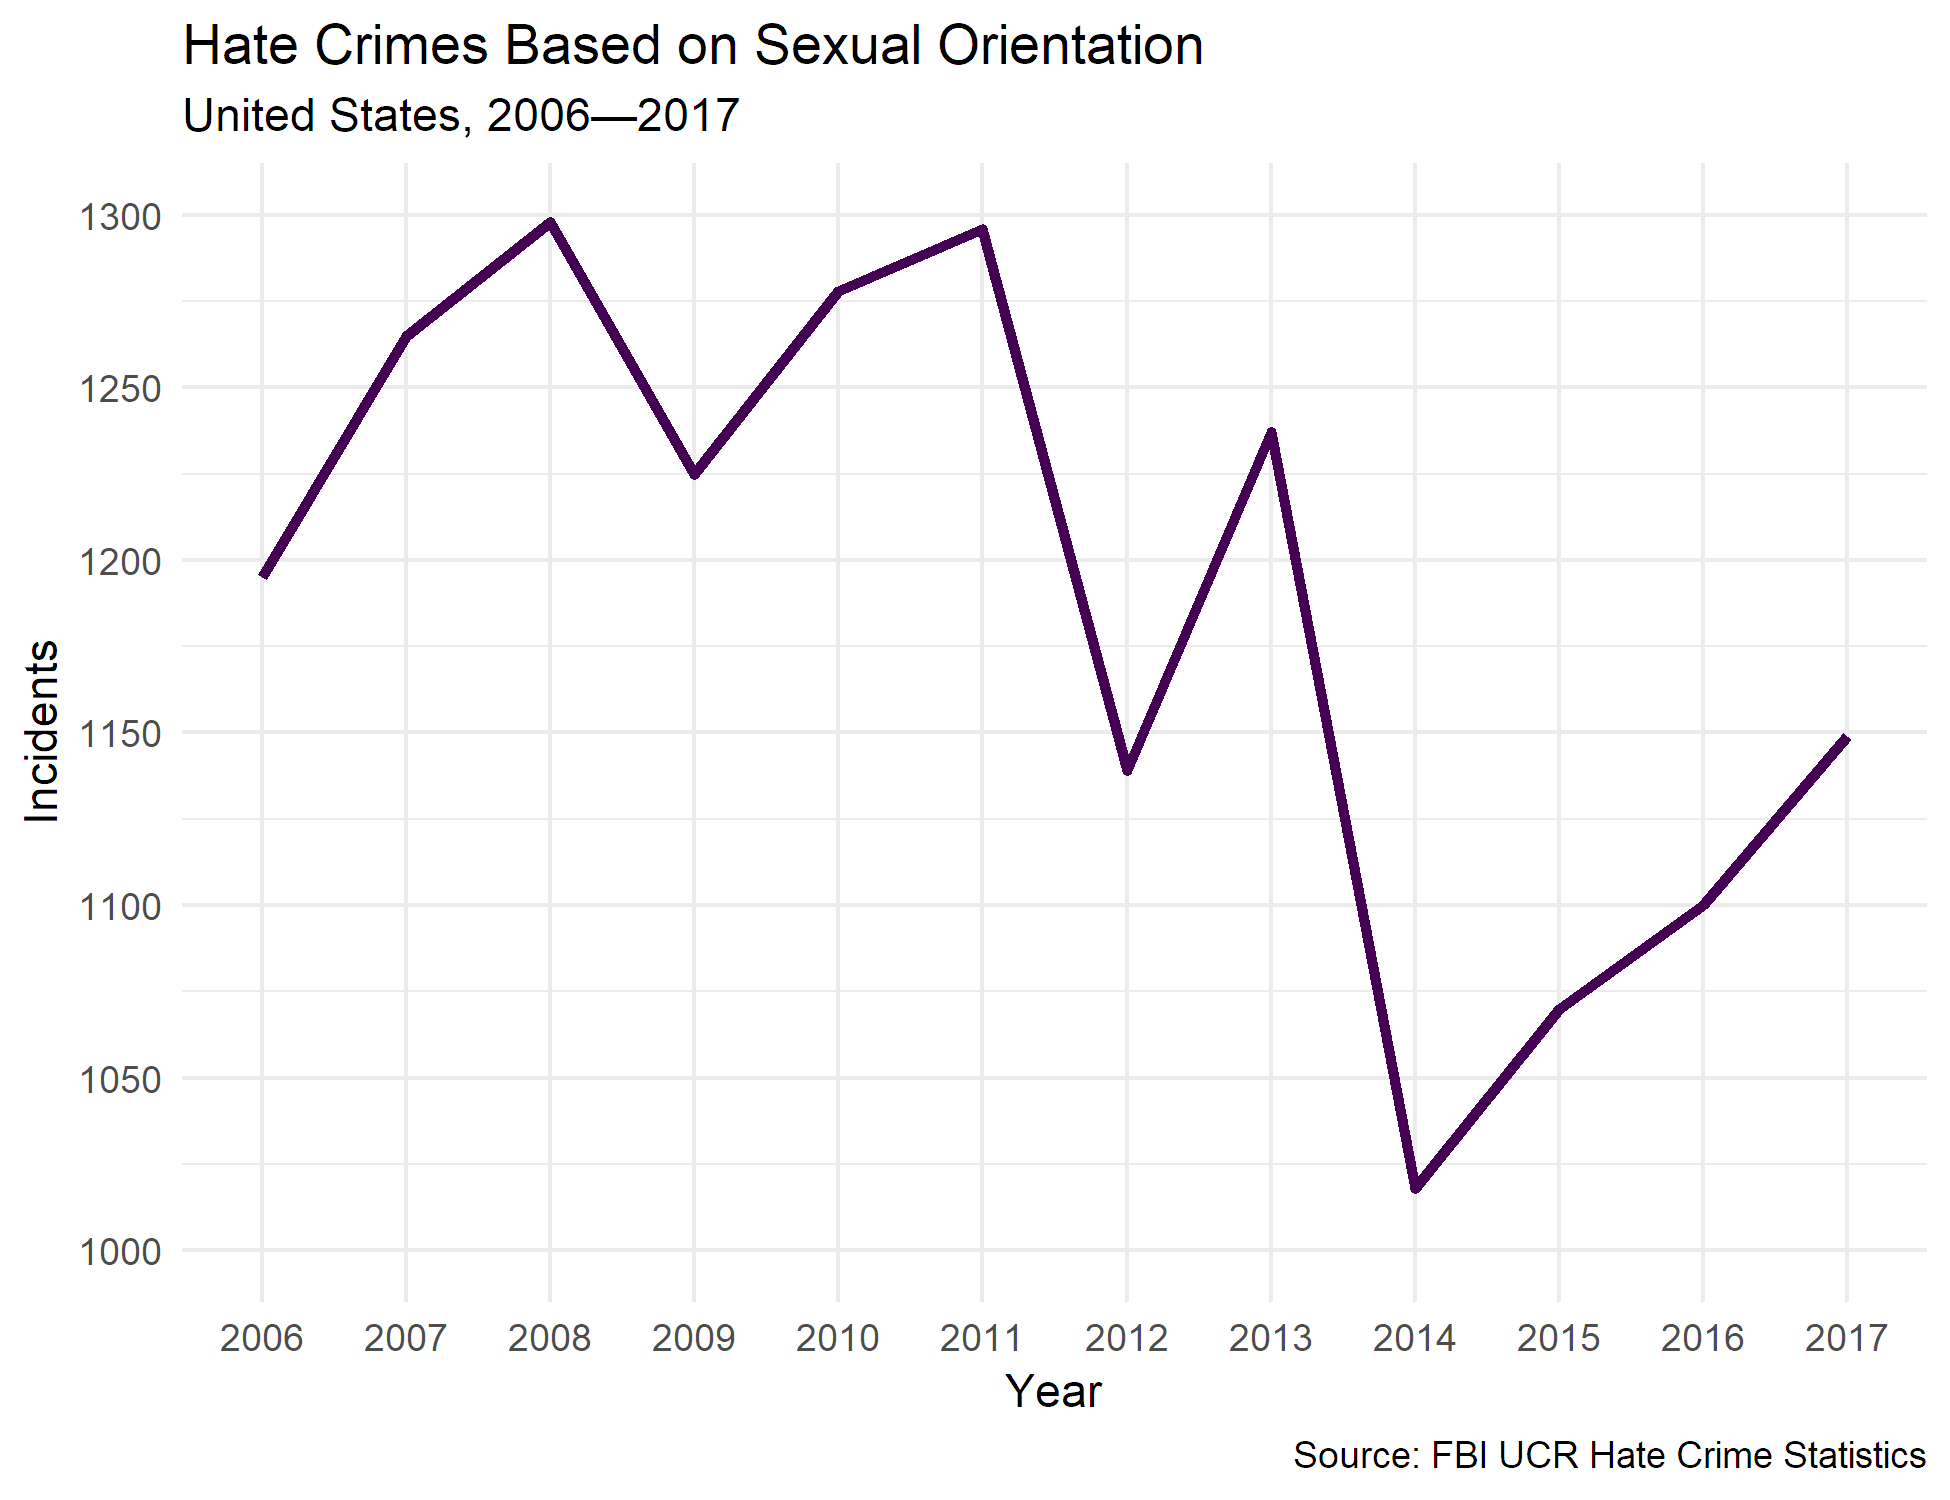 Hate Crimes Based on Sexual Orientation
United States, 2006—2017
1300
1250
1200
1150
1100
1050
1000
Incidents
2006 2007 2008 2009 2010 2011 2012 2013 2014 2015 2016 2017
Year
Source: FBI UCR Hate Crime Statistics